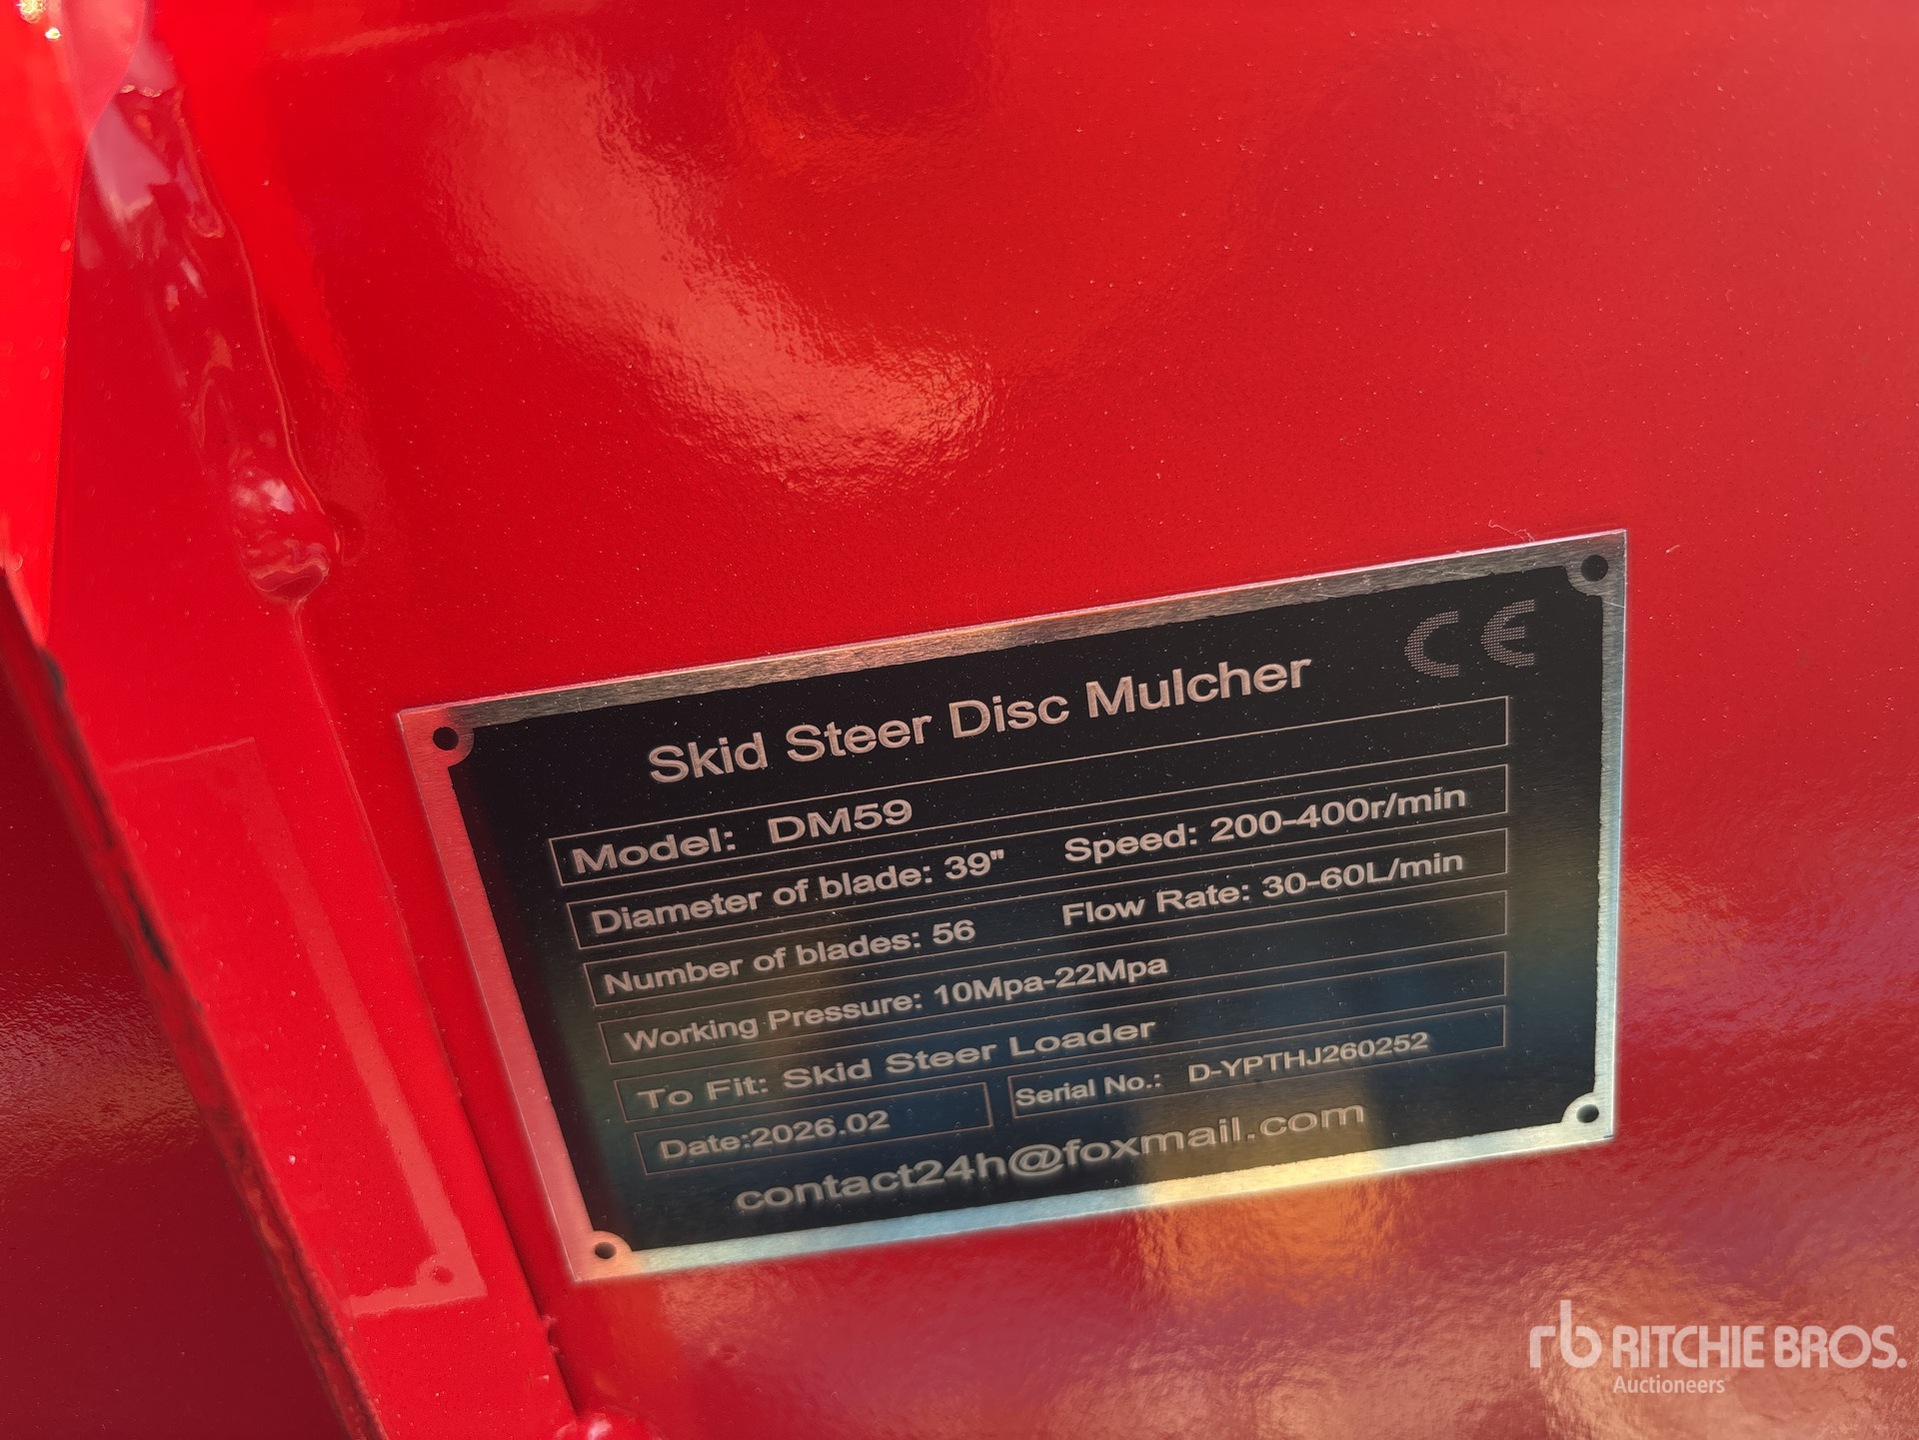 CE
Skid Steer Disc Mulcher
Model: DM59
Diameter of blade: 39" Speed: 200-400r/min
Number of blades: 56 Flow Rate: 30-60L/min
Working Pressure: 10Mpa-22Mpa
To Fit: Skid Steer Loader
Date:2026.02 Serial No.: D-YPTHJ260252
contact24h@foxmail.com
rb RITCHIE BROS.
Auctioneers